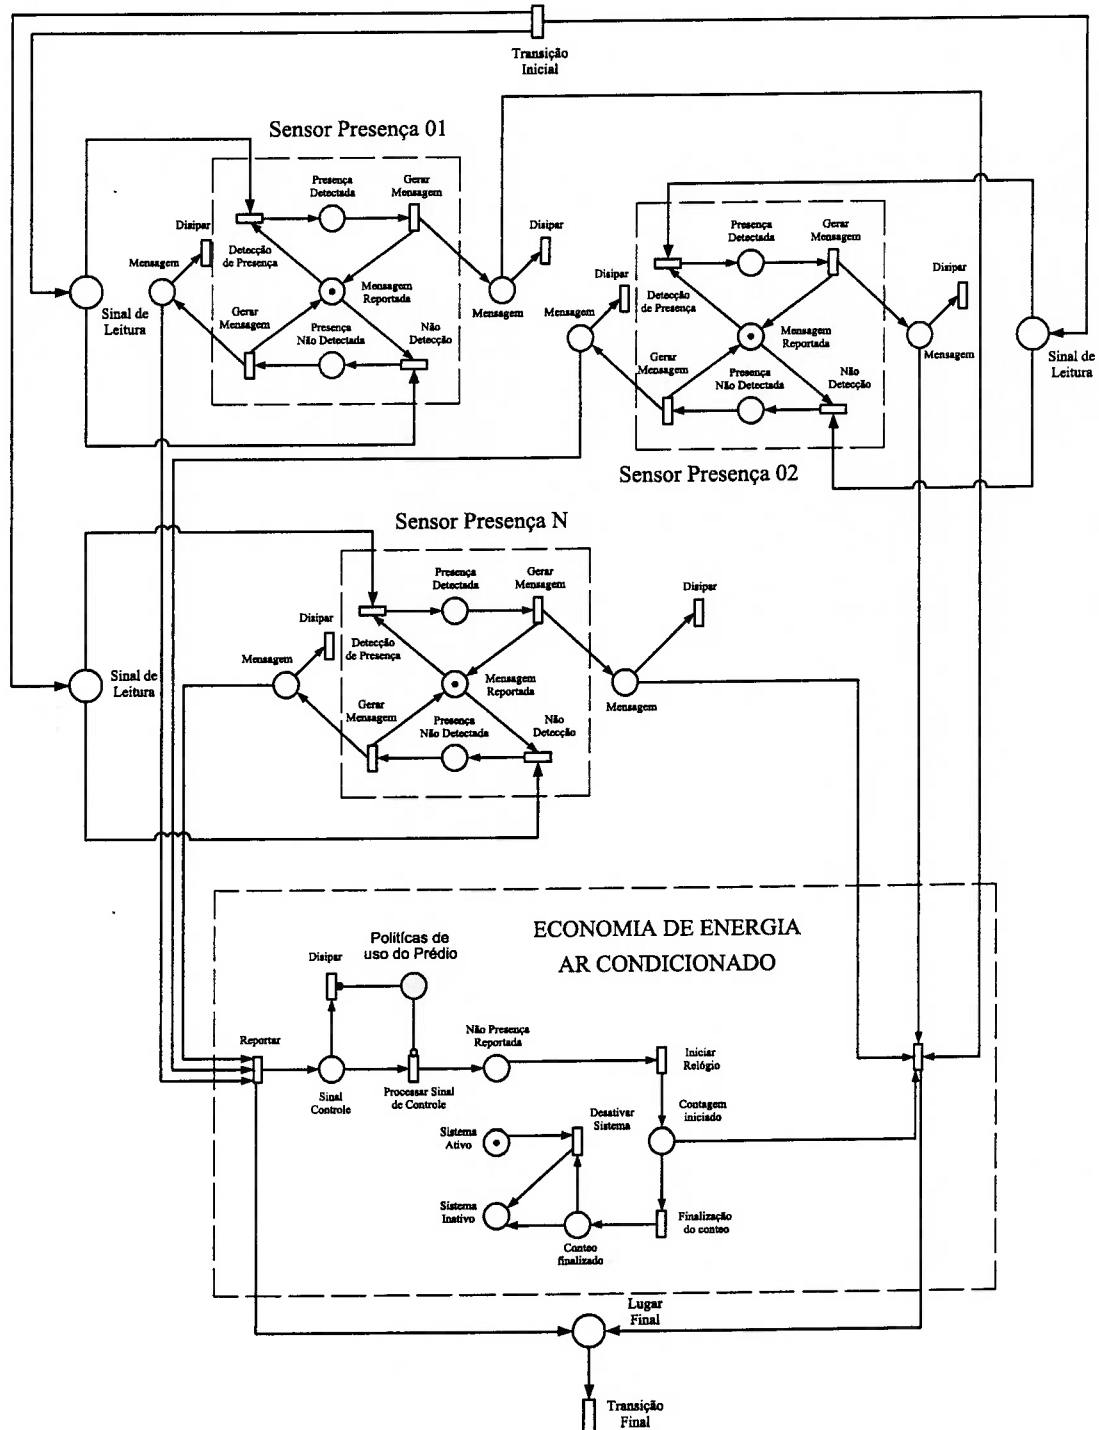 Transição
Inicial
Sensor Presença 01
Presença
Detectada
Gerar
Mensagem
Disipar
Mensagem
Detecção
de Presença
Mensagem
Reportada
Disipar
Mensagem
Sinal de
Leitura
Gerar
Mensagem
Presença
Não Detectada
Não
Detecção
Presença
Detectada
Gerar
Mensagem
Disipar
Mensagem
Detecção
de Presença
Mensagem
Reportada
Disipar
Mensagem
Sinal de
Leitura
Gerar
Mensagem
Presença
Não Detectada
Não
Detecção
Sensor Presença 02
Sensor Presença N
Presença
Detectada
Gerar
Mensagem
Disipar
Mensagem
Detecção
de Presença
Mensagem
Reportada
Disipar
Mensagem
Sinal de
Leitura
Gerar
Mensagem
Presença
Não Detectada
Não
Detecção
ECONOMIA DE ENERGIA
AR CONDICIONADO
Politícas de
uso do Prédio
Disipar
Reportar
Sinal
Controle
Processar Sinal
de Controle
Não Presença
Reportada
Iniciar
Relógio
Contagem
iniciado
Desativar
Sistema
Sistema
Ativo
Sistema
Inativo
Conteo
finalizado
Finalização
do conteo
Lugar
Final
Transição
Final